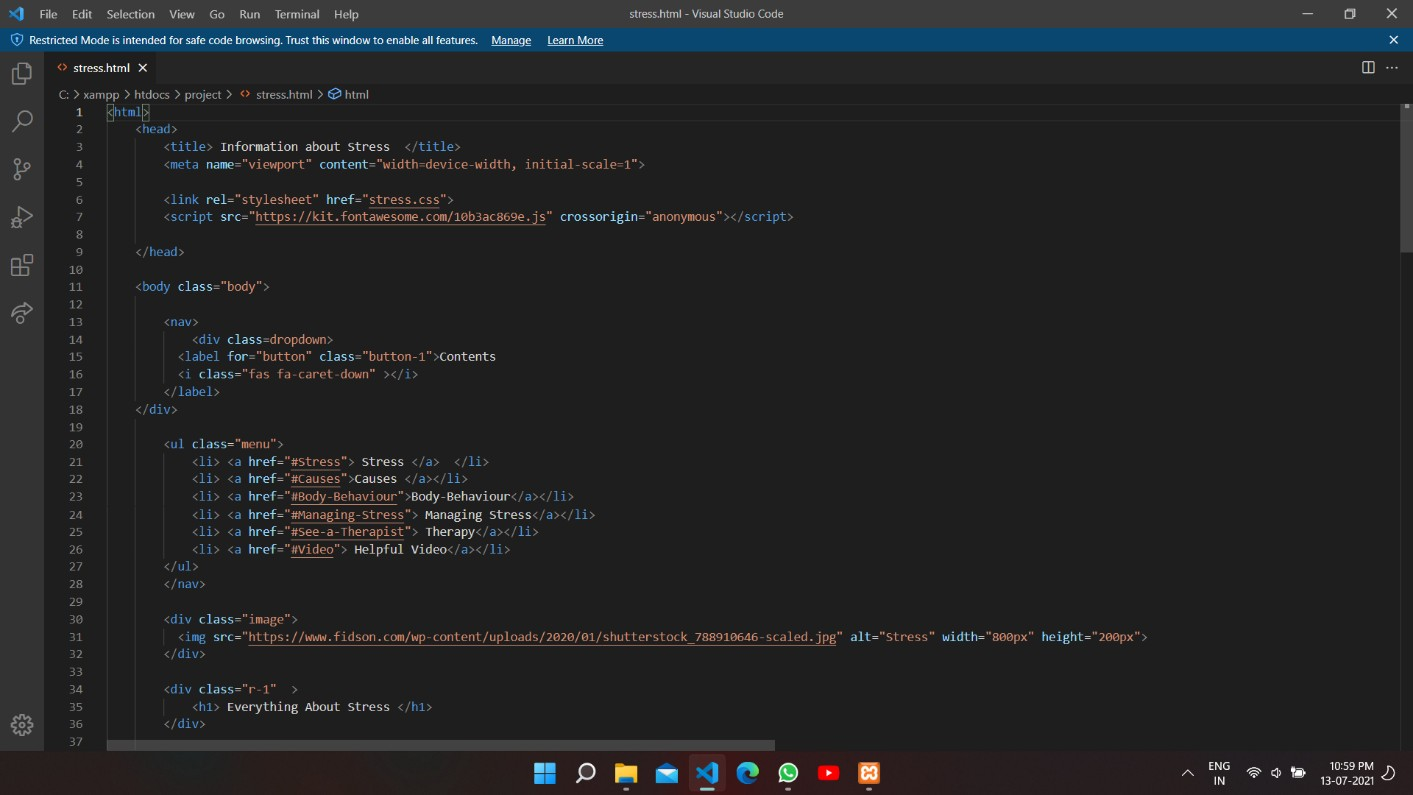 File Edit Selection View Go Run Terminal Help stress.html - Visual Studio Code
Restricted Mode is intended for safe code browsing. Trust this window to enable all features. Manage Learn More
<> stress.html ×
C: > xampp > htdocs > project > <> stress.html > html
1 <html>
2 <head>
3 <title> Information about Stress  </title>
4 <meta name="viewport" content="width=device-width, initial-scale=1">
5
6 <link rel="stylesheet" href="stress.css">
7 <script src="https://kit.fontawesome.com/10b3ac869e.js" crossorigin="anonymous"></script>
8
9 </head>
10
11 <body class="body">
12
13 <nav>
14 <div class=dropdown>
15 <label for="button" class="button-1">Contents
16 <i class="fas fa-caret-down" ></i>
17 </label>
18 </div>
19
20 <ul class="menu">
21 <li> <a href="#Stress"> Stress </a>  </li>
22 <li> <a href="#Causes">Causes </a></li>
23 <li> <a href="#Body-Behaviour">Body-Behaviour</a></li>
24 <li> <a href="#Managing-Stress"> Managing Stress</a></li>
25 <li> <a href="#See-a-Therapist"> Therapy</a></li>
26 <li> <a href="#Video"> Helpful Video</a></li>
27 </ul>
28 </nav>
29
30 <div class="image">
31 <img src="https://www.fidson.com/wp-content/uploads/2020/01/shutterstock_788910646-scaled.jpg" alt="Stress" width="800px" height="200px">
32 </div>
33
34 <div class="r-1"  >
35 <h1> Everything About Stress </h1>
36 </div>
37
ENG
IN
10:59 PM
13-07-2021